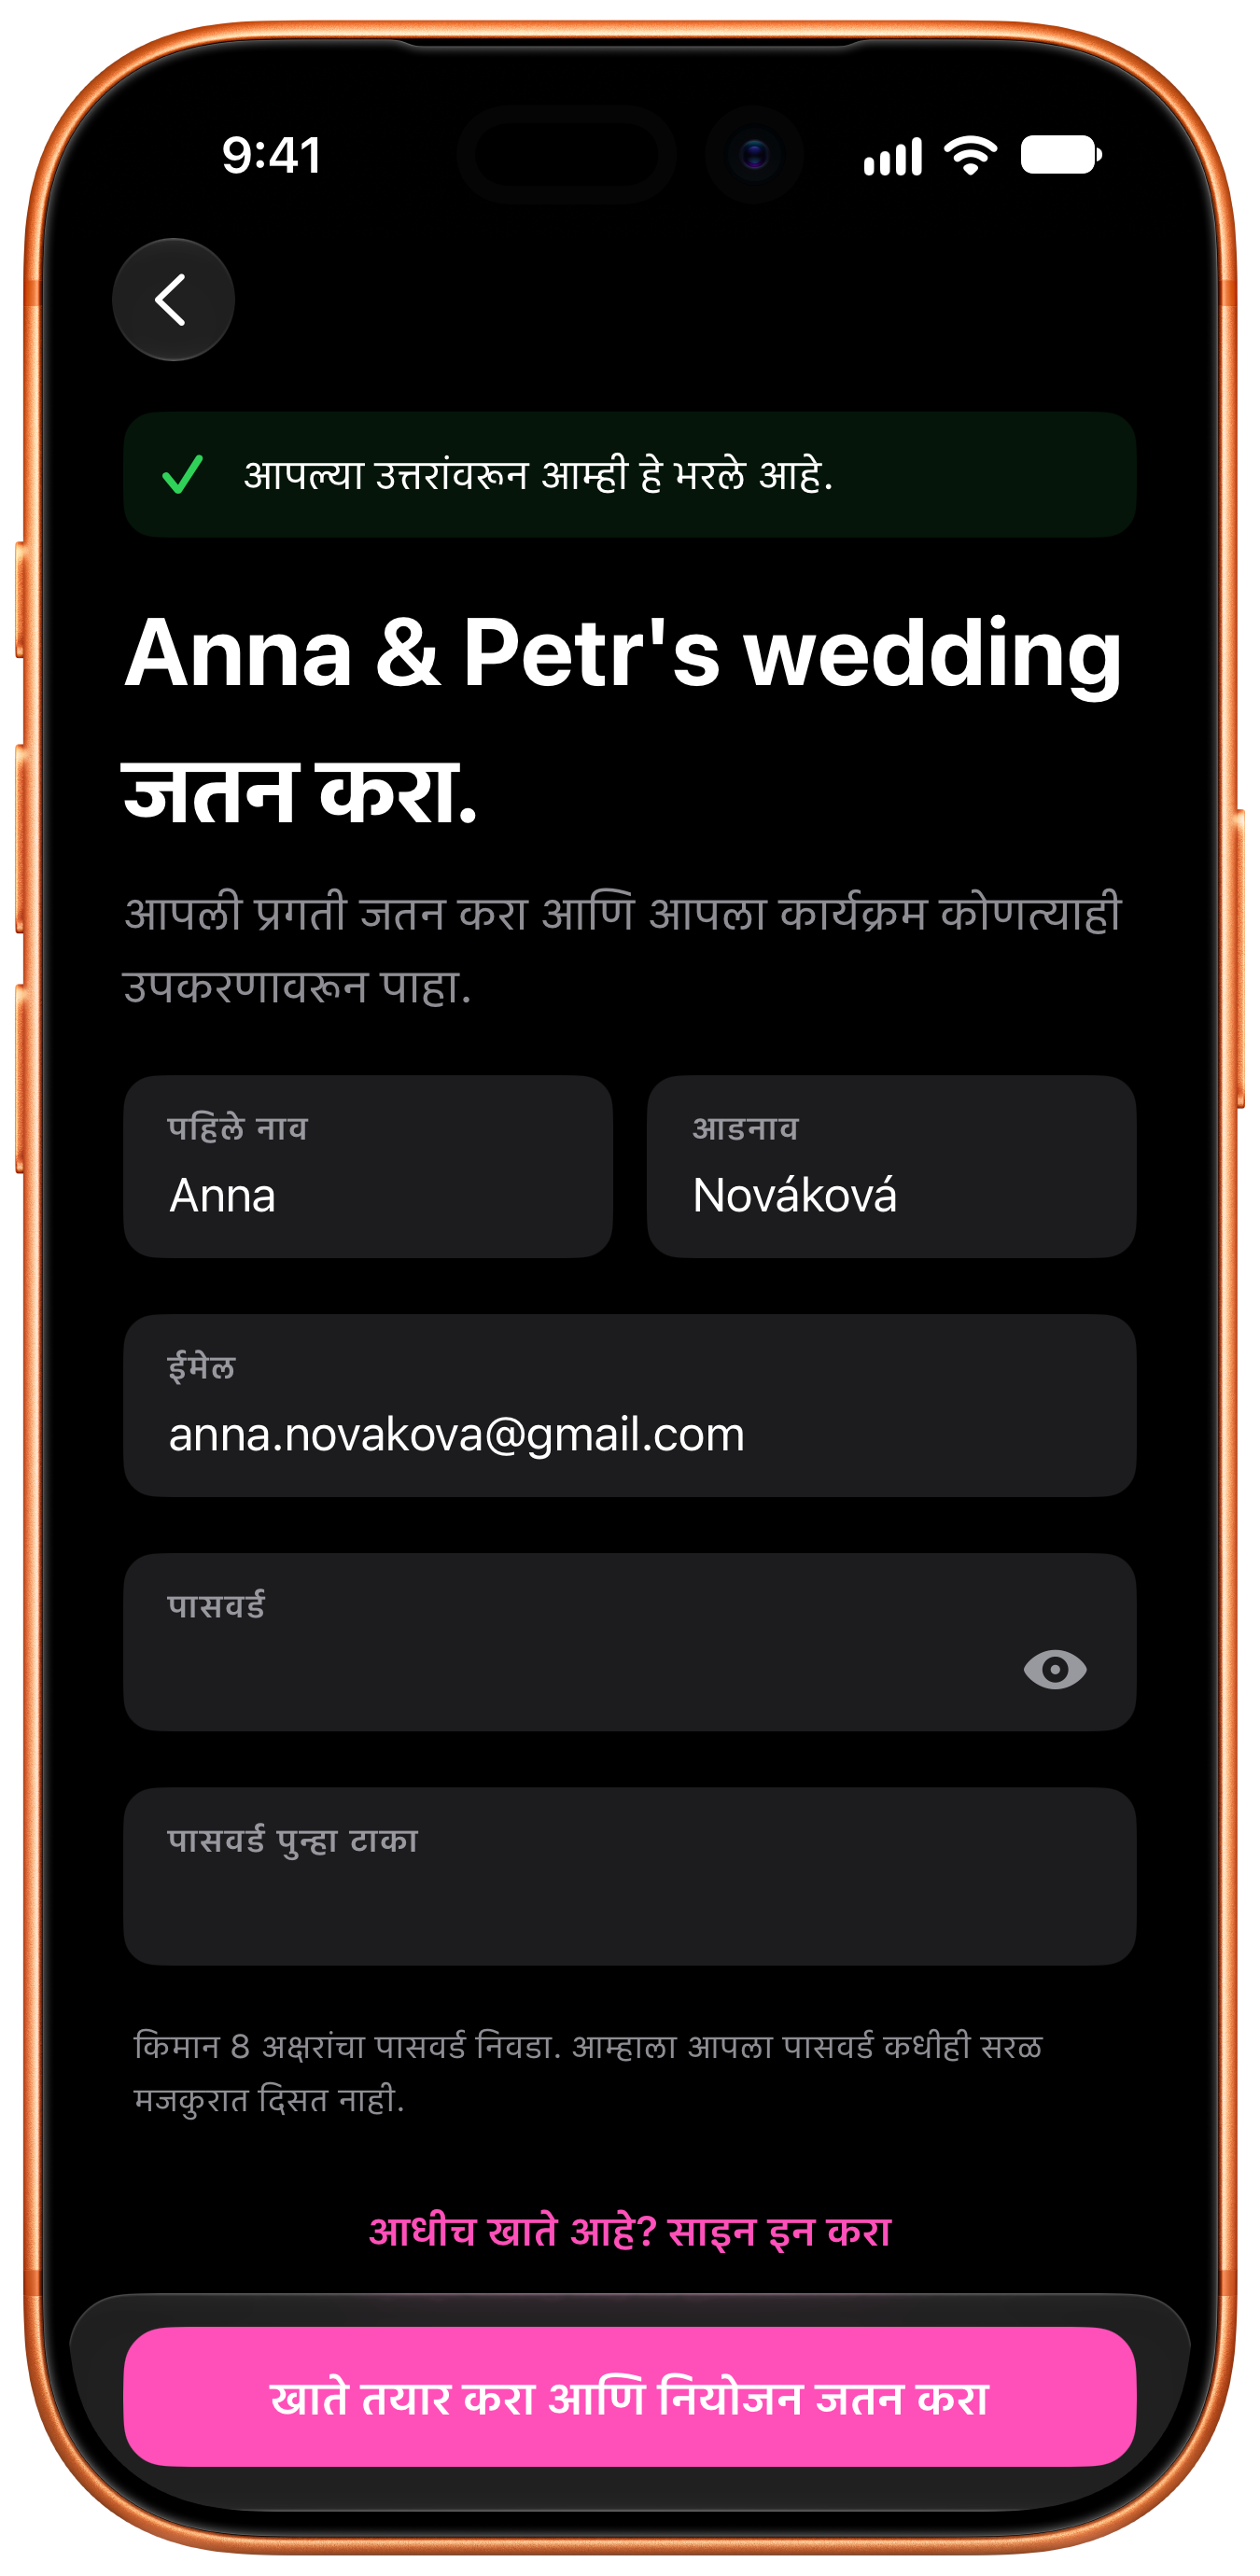 9:41
आपल्या उत्तरांवरून आम्ही हे भरले आहे.
Anna & Petr's wedding
जतन करा.
आपली प्रगती जतन करा आणि आपला कार्यक्रम कोणत्याही
उपकरणावरून पाहा.
पहिले नाव
Anna
आडनाव
Nováková
ईमेल
anna.novakova@gmail.com
पासवर्ड
पासवर्ड पुन्हा टाका
किमान 8 अक्षरांचा पासवर्ड निवडा. आम्हाला आपला पासवर्ड कधीही सरळ
मजकुरात दिसत नाही.
आधीच खाते आहे? साइन इन करा
खाते तयार करा आणि नियोजन जतन करा